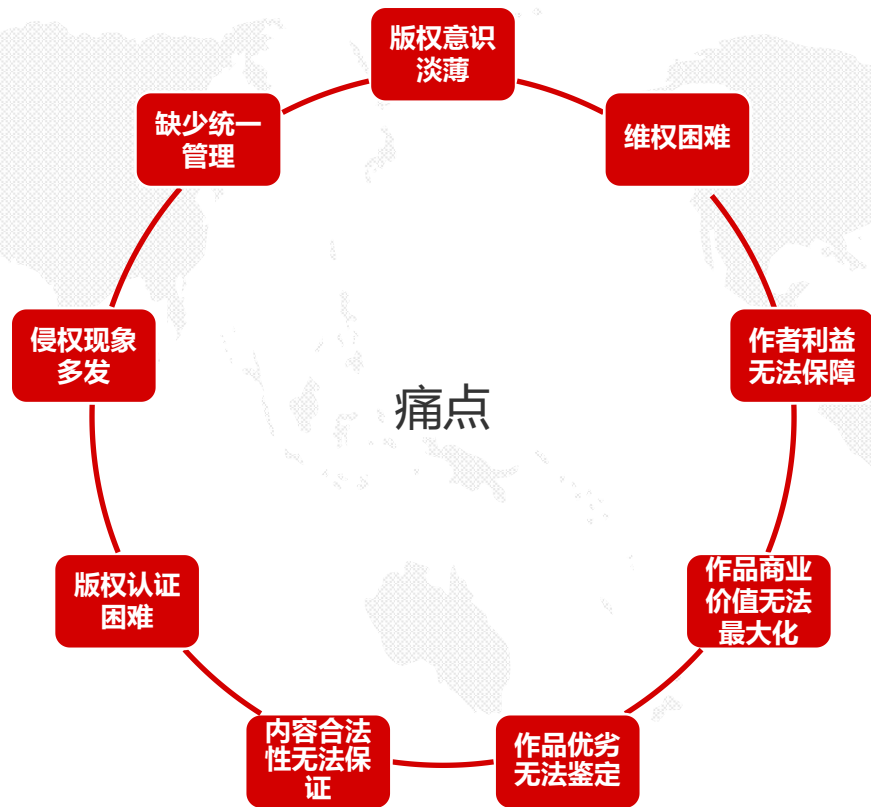 版权意识
淡薄
维权困难
作者利益
无法保障
作品商业
价值无法
最大化
作品优劣
无法鉴定
内容合法
性无法保
证
版权认证
困难
侵权现象
多发
缺少统一
管理
痛点